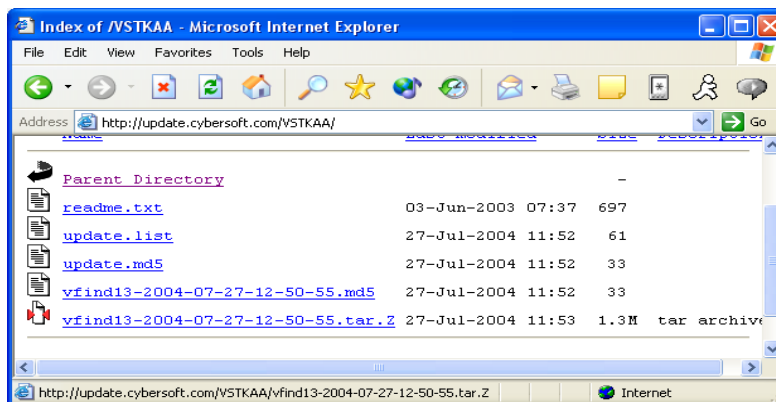 Index of /VSTKAA - Microsoft Internet Explorer
File Edit View Favorites Tools Help
Address http://update.cybersoft.com/VSTKAA/ Go
Name Last modified Size
Parent Directory -
readme.txt 03-Jun-2003 07:37 697
update.list 27-Jul-2004 11:52 61
update.md5 27-Jul-2004 11:52 33
vfind13-2004-07-27-12-50-55.md5 27-Jul-2004 11:52 33
vfind13-2004-07-27-12-50-55.tar.Z 27-Jul-2004 11:53 1.3M tar archive
http://update.cybersoft.com/VSTKAA/vfind13-2004-07-27-12-50-55.tar.Z Internet